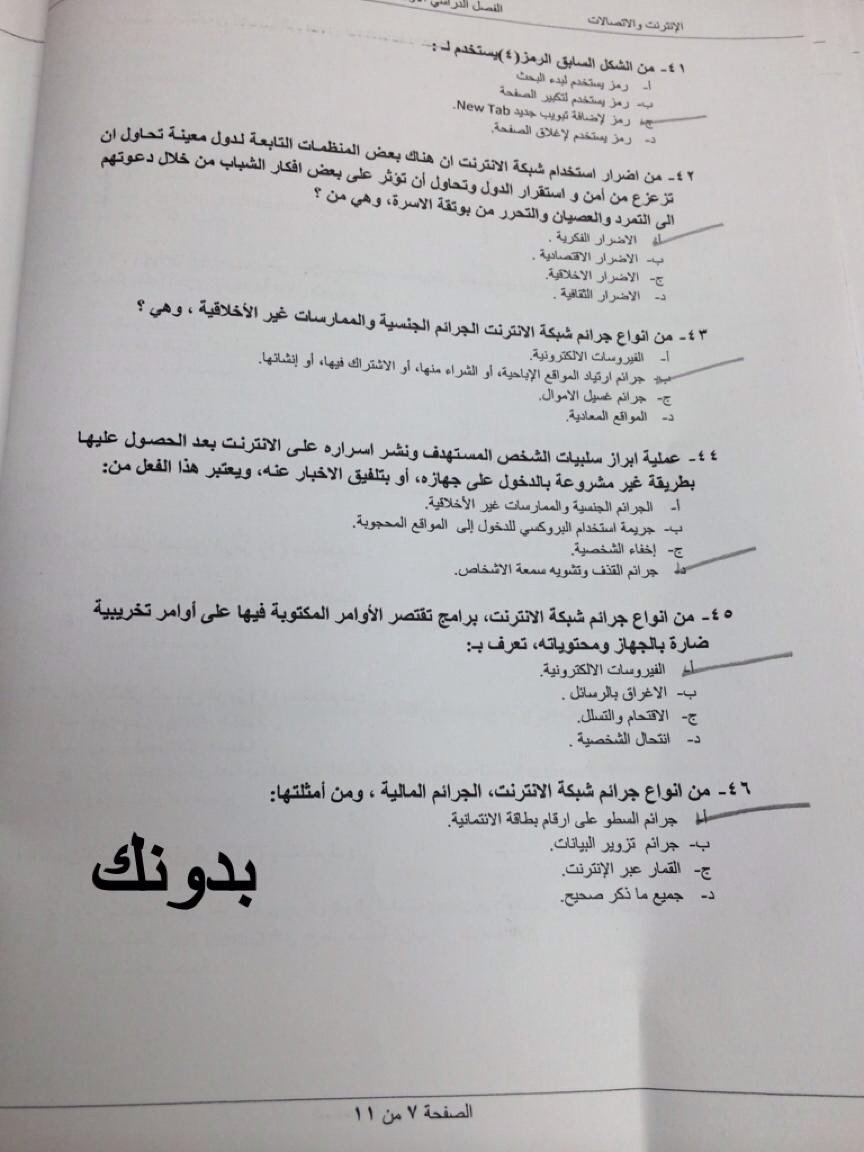 الإنترنت والاتصالات
الفصل الدراسي
٤١- من الشكل السابق الرمز(٤)يستخدم لـ :
أ- رمز يستخدم لبدء البحث
ب- رمز يستخدم لتكبير الصفحة
ج- رمز لإضافة تبويب جديد New Tab.
د- رمز يستخدم لإغلاق الصفحة.
٤٢- من اضرار استخدام شبكة الانترنت ان هناك بعض المنظمات التابعة لدول معينة تحاول ان
تزعزع من أمن و استقرار الدول وتحاول أن تؤثر على بعض افكار الشباب من خلال دعوتهم
الى التمرد والعصيان والتحرر من بوتقة الاسرة، وهي من ؟
أ- الاضرار الفكرية .
ب- الاضرار الاقتصادية .
ج- الاضرار الاخلاقية.
د- الاضرار الثقافية .
٤٣- من انواع جرائم شبكة الانترنت الجرائم الجنسية والممارسات غير الأخلاقية ، وهي ؟
أ- الفيروسات الالكترونية.
ب- جرائم ارتياد المواقع الإباحية، أو الشراء منها، أو الاشتراك فيها، أو إنشائها.
ج- جرائم غسيل الاموال.
د- المواقع المعادية.
٤٤- عملية ابراز سلبيات الشخص المستهدف ونشر اسراره على الانترنت بعد الحصول عليها
بطريقة غير مشروعة بالدخول على جهازه، أو بتلفيق الاخبار عنه، ويعتبر هذا الفعل من:
أ- الجرائم الجنسية والممارسات غير الأخلاقية.
ب- جريمة استخدام البروكسي للدخول إلى المواقع المحجوبة.
ج- إخفاء الشخصية.
د- جرائم القذف وتشويه سمعة الاشخاص.
٤٥- من انواع جرائم شبكة الانترنت، برامج تقتصر الأوامر المكتوبة فيها على أوامر تخريبية
ضارة بالجهاز ومحتوياته، تعرف بـ:
أ- الفيروسات الالكترونية.
ب- الاغراق بالرسائل .
ج- الاقتحام والتسلل.
د- انتحال الشخصية .
٤٦- من انواع جرائم شبكة الانترنت، الجرائم المالية ، ومن أمثلتها:
أ- جرائم السطو على ارقام بطاقة الائتمانية.
ب- جرائم تزوير البيانات.
ج- القمار عبر الإنترنت.
د- جميع ما ذكر صحيح.
بدونك
الصفحة ٧ من ١١